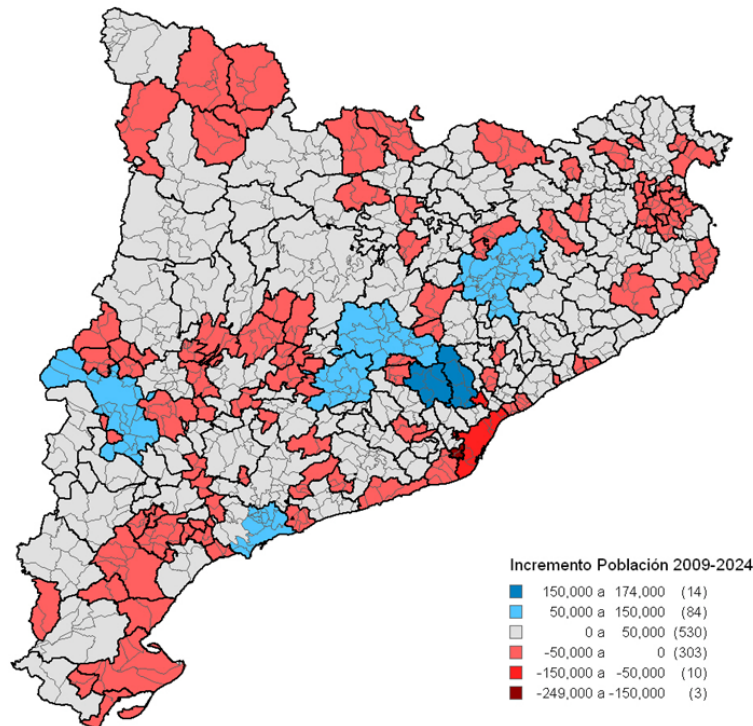 Incremento Población 2009-2024
150,000 a 174,000 (14)
50,000 a 150,000 (84)
0 a 50,000 (530)
-50,000 a 0 (303)
-150,000 a -50,000 (10)
-249,000 a -150,000 (3)